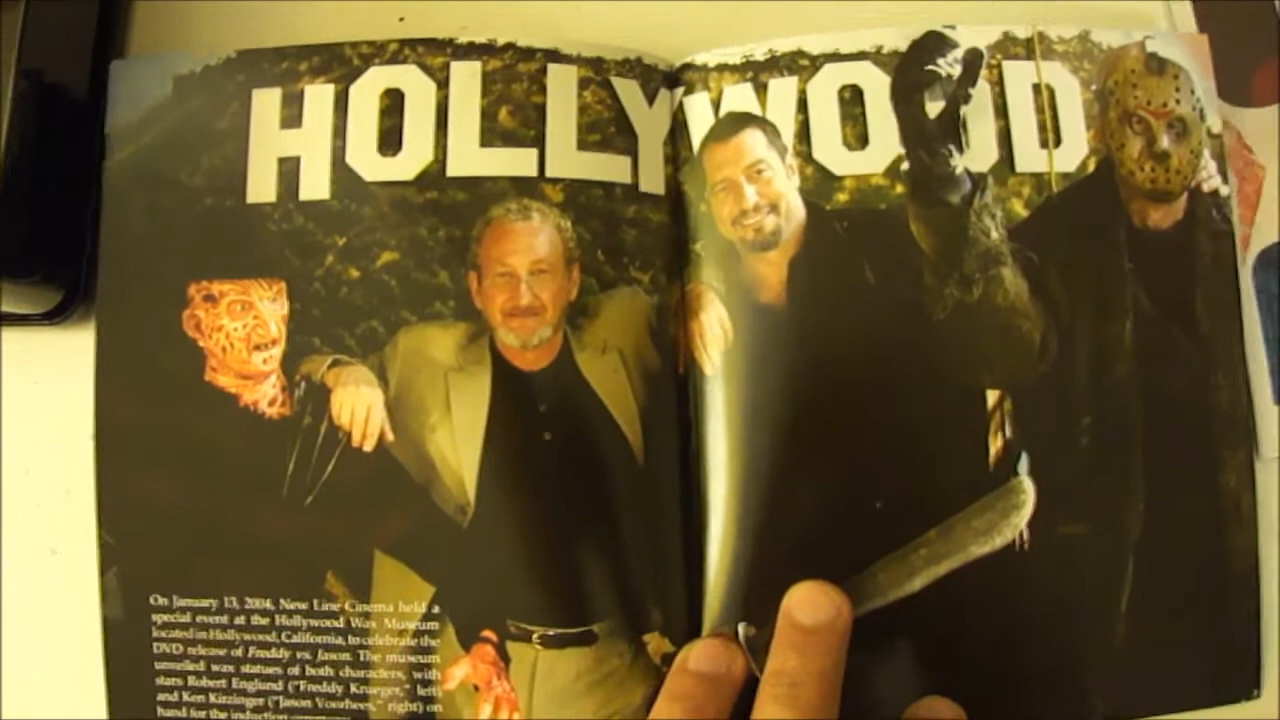 HOLLYWOOD
On January 13, 2004, New Line Cinema held a
special event at the Hollywood Wax Museum
located in Hollywood, California, to celebrate the
DVD release of Freddy vs. Jason. The museum
unveiled wax statues of both characters, with
stars Robert Englund ("Freddy Krueger," left)
and Ken Kirzinger ("Jason Voorhees," right) on
hand for the induction ceremony.